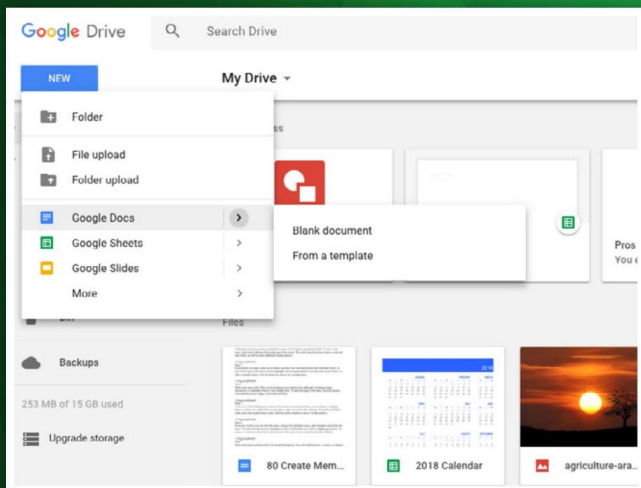 Google Drive
Search Drive
NEW
My Drive
Folder
ss
File upload
Folder upload
Google Docs
Blank document
Google Sheets
From a template
Google Slides
Pros
More
Files
Backups
2018
253 MB of 15 GB used
Upgrade storage
80 Create Mem...
2018 Calendar
agriculture-ara...